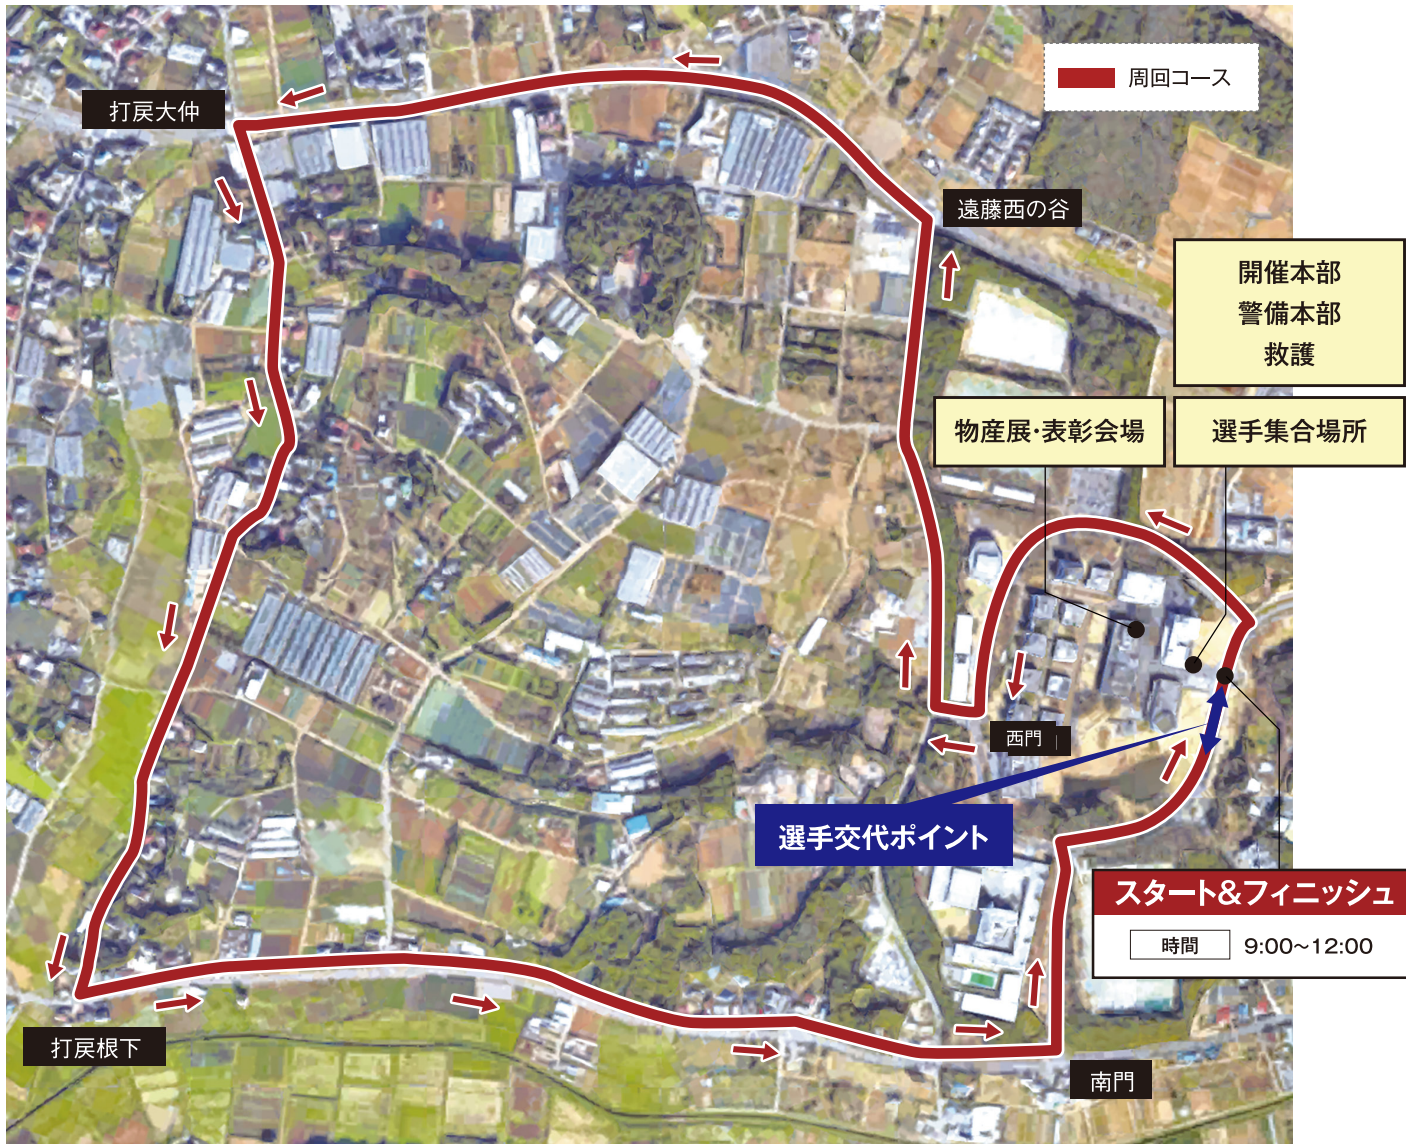 周回コース
打戻大仲
遠藤西の谷
開催本部
警備本部
救護
物産展・表彰会場
選手集合場所
西門
選手交代ポイント
スタート&フィニッシュ
時間 9:00~12:00
打戻根下
南門